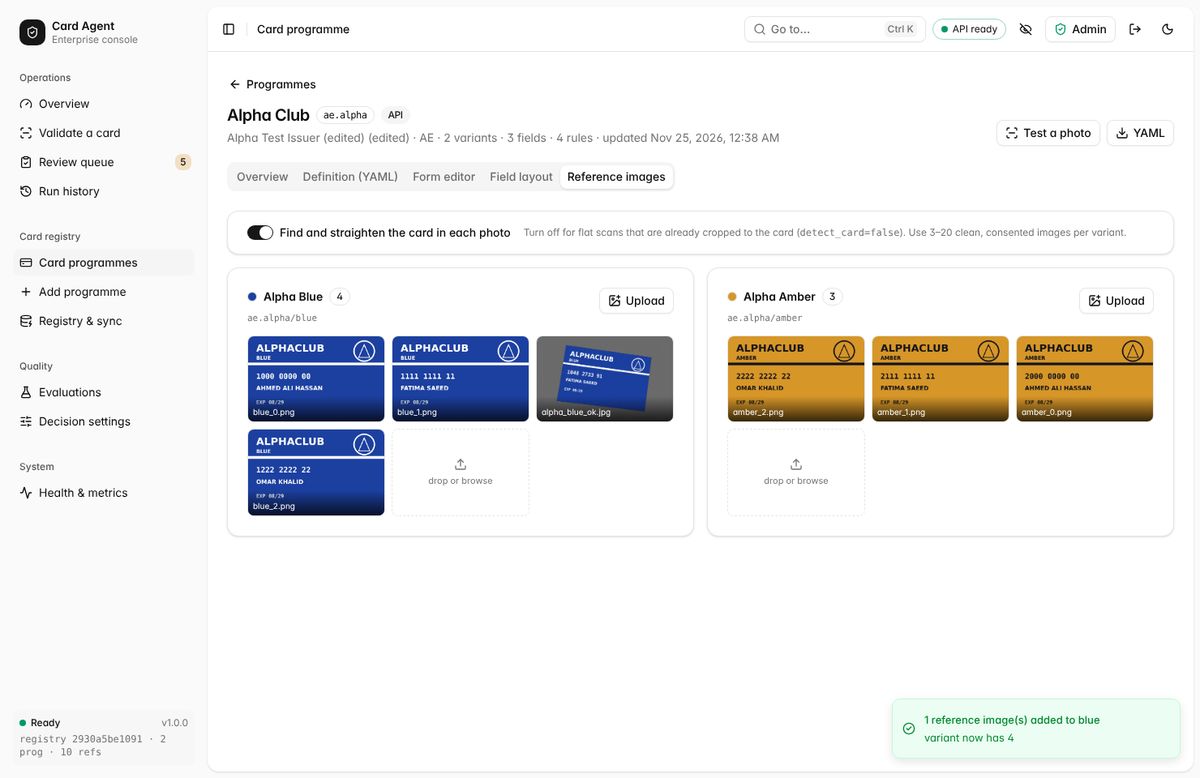 Card Agent
Enterprise console
Operations
Overview
Validate a card
Review queue 5
Run history
Card registry
Card programmes
Add programme
Registry & sync
Quality
Evaluations
Decision settings
System
Health & metrics
Ready v1.0.0
registry 2930a5be1091 · 2
prog · 10 refs
Card programme
Go to... Ctrl K
API ready
Admin
Programmes
Alpha Club ae.alpha API
Alpha Test Issuer (edited) (edited) · AE · 2 variants · 3 fields · 4 rules · updated Nov 25, 2026, 12:38 AM
Test a photo
YAML
Overview Definition (YAML) Form editor Field layout Reference images
Find and straighten the card in each photo Turn off for flat scans that are already cropped to the card (detect_card=false). Use 3–20 clean, consented images per variant.
Alpha Blue 4
Upload
ae.alpha/blue
ALPHACLUB
BLUE
1000 0000 00
AHMED ALI HASSAN
EXP 08/29
blue_0.png
ALPHACLUB
BLUE
1111 1111 11
FATIMA SAEED
EXP 08/29
blue_1.png
ALPHACLUB
BLUE
FATIMA SAEED
alpha_blue_ok.jpg
ALPHACLUB
BLUE
1222 2222 22
OMAR KHALID
EXP 08/29
blue_2.png
drop or browse
Alpha Amber 3
Upload
ae.alpha/amber
ALPHACLUB
AMBER
2222 2222 22
OMAR KHALID
EXP 08/29
amber_2.png
ALPHACLUB
AMBER
2111 1111 11
FATIMA SAEED
EXP 08/29
amber_1.png
ALPHACLUB
AMBER
2000 0000 00
AHMED ALI HASSAN
EXP 08/29
amber_0.png
drop or browse
1 reference image(s) added to blue
variant now has 4